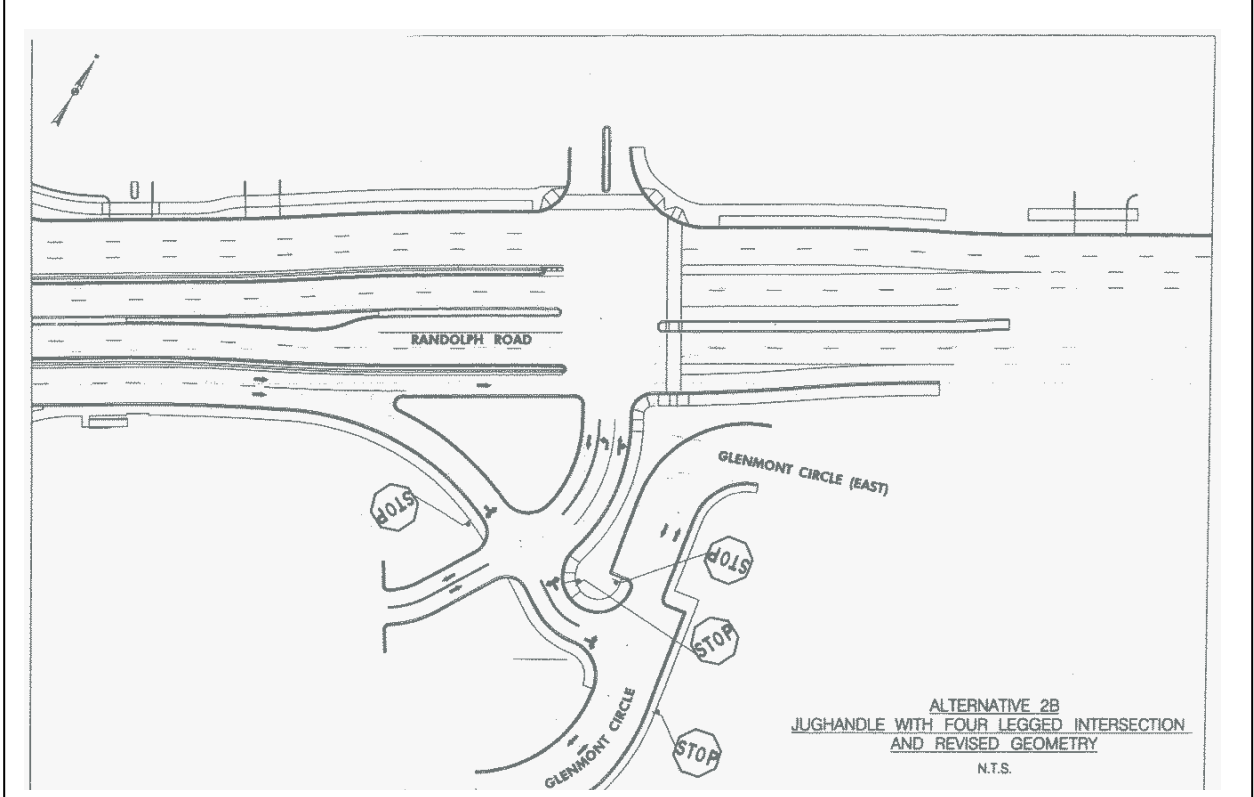 RANDOLPH ROAD
GLENMONT CIRCLE (EAST)
STOP
STOP
STOP
GLENMONT CIRCLE
STOP
ALTERNATIVE 2B
JUGHANDLE WITH FOUR LEGGED INTERSECTION
AND REVISED GEOMETRY
N.T.S.